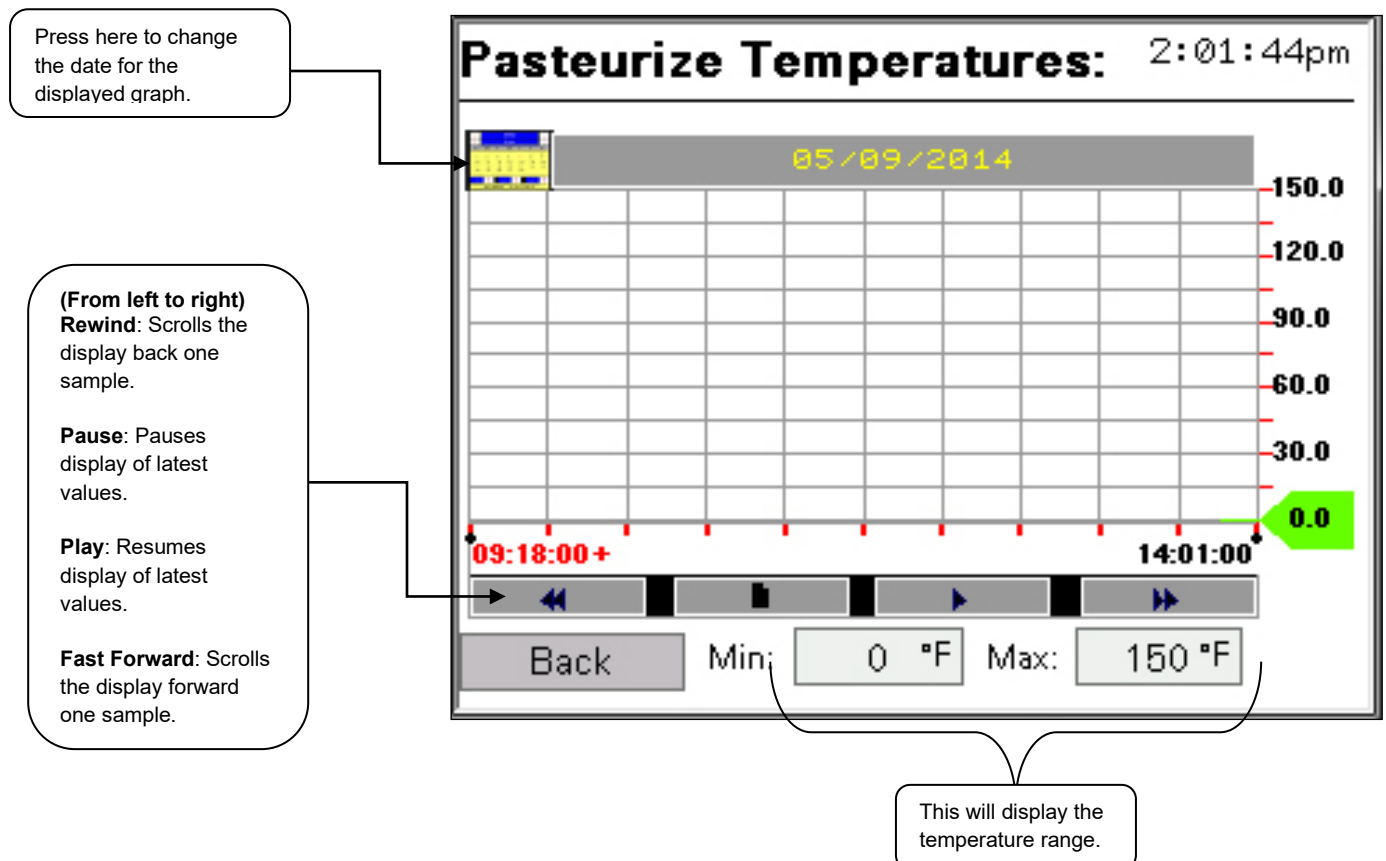 Press here to change
the date for the
displayed graph.
Pasteurize Temperatures: 2:01:44pm
05/09/2014
150.0
120.0
90.0
60.0
30.0
0.0
09:18:00+ 14:01:00
(From left to right)
Rewind: Scrolls the
display back one
sample.
Pause: Pauses
display of latest
values.
Play: Resumes
display of latest
values.
Fast Forward: Scrolls
the display forward
one sample.
Back Min: 0 °F Max: 150 °F
This will display the
temperature range.